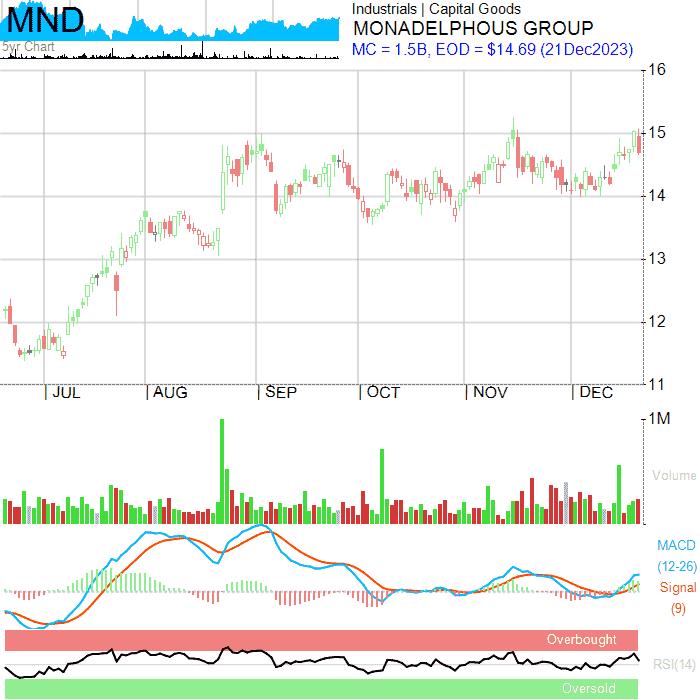 MND
5yr Chart
Industrials | Capital Goods
MONADELPHOUS GROUP
MC = 1.5B, EOD = $14.69 (21Dec2023)
16
15
14
13
12
11
JUL
AUG
SEP
OCT
NOV
DEC
1M
Volume
MACD
(12-26)
Signal
(9)
Overbought
RSI(14)
Oversold